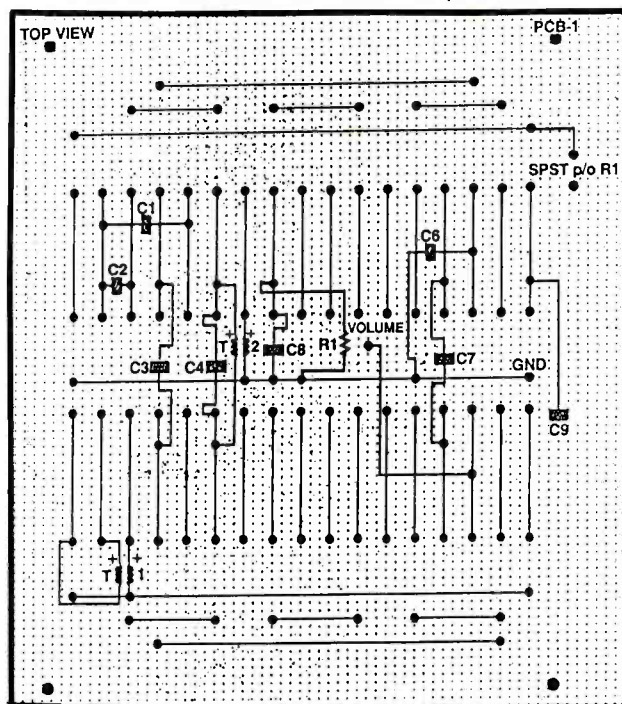 TOP VIEW
PCB-1
SPST p/o R1
C1
C6
C2
+ +
T 2
C8
R1
VOLUME
C3
C4
C7
GND
C9
+ +
T 1